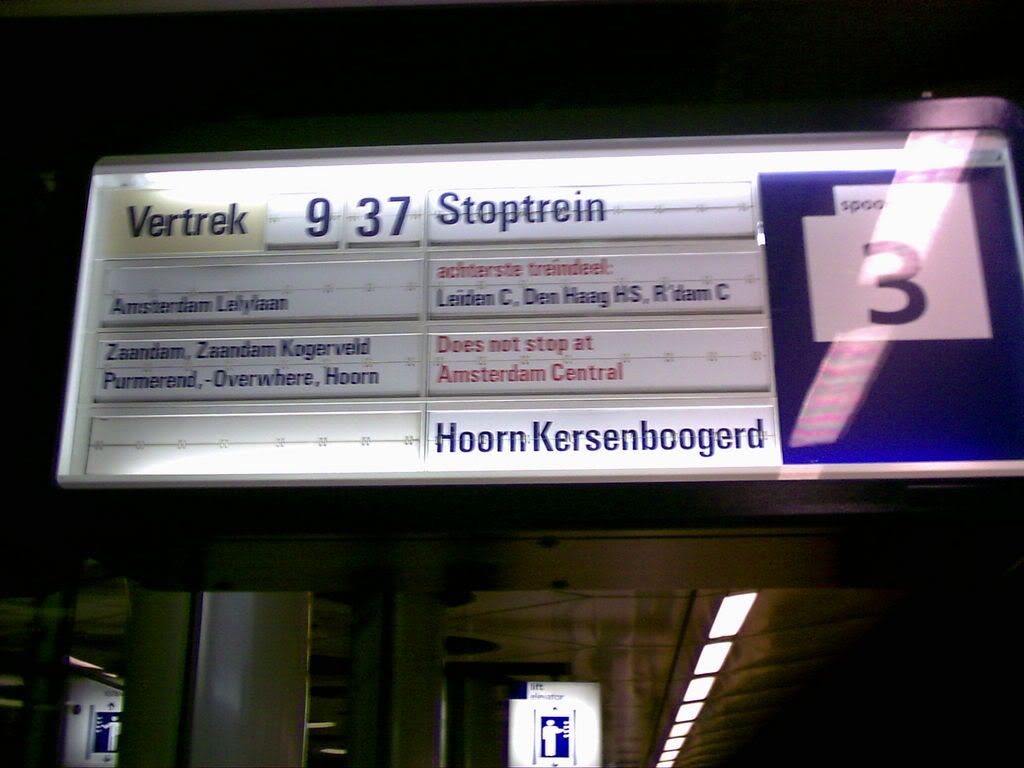 Vertrek 9 37 Stoptrein
achterste treindeel:
Amsterdam Lelylaan Leiden C, Den Haag HS, R'dam C
Zaandam, Zaandam Kogerveld Does not stop at
Purmerend,-Overwhere, Hoorn Amsterdam Central
Hoorn Kersenboogerd
spoor
3
lift
elevator